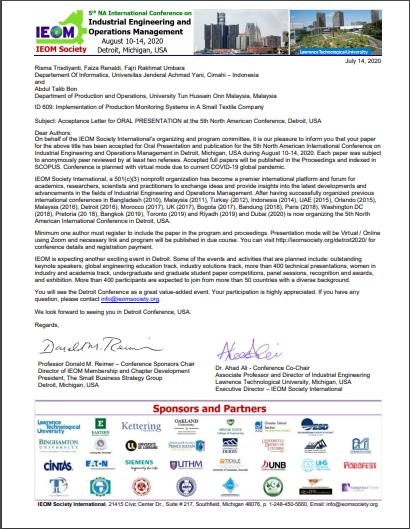 5th NA International Conference on
Industrial Engineering and
Operations Management
August 10-14, 2020
Detroit, Michigan, USA
IEOM
IEOM Society
Lawrence Technological University
July 14, 2020
Risma Trisdiyanti, Faiza Renaldi, Fajri Rakhmat Umbara
Departement Of Informatics, Universitas Jenderal Achmad Yani, Cimahi – Indonesia
and
Abdul Talib Bon
Department of Production and Operations, University Tun Hussein Onn Malaysia, Malaysia
ID 609: Implementation of Production Monitoring Systems in A Small Textile Company
Subject: Acceptance Letter for ORAL PRESENTATION at the 5th North American Conference, Detroit, USA
Dear Authors:
On behalf of the IEOM Society International's organizing and program committee, it is our pleasure to inform you that your paper
for the above title has been accepted for Oral Presentation and publication for the 5th North American International Conference on
Industrial Engineering and Operations Management in Detroit, Michigan, USA during August 10-14, 2020. Each paper was subject
to anonymously peer reviewed by at least two referees. Accepted full papers will be published in the Proceedings and indexed in
SCOPUS. Conference is planned with virtual mode due to current COVID-19 global pandemic.
IEOM Society International, a 501(c)(3) nonprofit organization has become a premier international platform and forum for
academics, researchers, scientists and practitioners to exchange ideas and provide insights into the latest developments and
advancements in the fields of Industrial Engineering and Operations Management. After having successfully organized previous
international conferences in Bangladesh (2010), Malaysia (2011), Turkey (2012), Indonesia (2014), UAE (2015), Orlando (2015),
Malaysia (2016), Detroit (2016), Morocco (2017), UK (2017), Bogota (2017), Bandung (2018), Paris (2018), Washington DC
(2018), Pretoria (20 18), Bangkok (2019), Toronto (2019) and Riyadh (2019) and Dubai (2020) is now organizing the 5th North
American International Conference in Detroit, USA.
Minimum one author must register to include the paper in the program and proceedings. Presentation mode will be Virtual / Online
using Zoom and necessary link and program will be published in due course. You can visit http://ieomsociety.org/detroit2020/ for
conference details and registration payment.
IEOM is expecting another exciting event in Detroit. Some of the events and activities that are planned include: outstanding
keynote speakers, global engineering education track, industry solutions track, more than 400 technical presentations, women in
industry and academia track, undergraduate and graduate student paper competitions, panel sessions, recognition and awards,
and exhibition. More than 400 participants are expected to join from more than 50 countries with a diverse background.
You will see the Detroit Conference as a great value-added event. Your participation is highly appreciated. If you have any
question, please contact info@ieomsociety.org.
We look forward to seeing you in Detroit Conference, USA.
Regards,
Donald M. Reimer
Professor Donald M. Reimer – Conference Sponsors Chair
Director of IEOM Membership and Chapter Development
President, The Small Business Strategy Group
Detroit, Michigan, USA
Dr. Ahad Ali - Conference Co-Chair
Associate Professor and Director of Industrial Engineering
Lawrence Technological University, Michigan, USA
Executive Director – IEOM Society International
Sponsors and Partners
Lawrence Technological University
Kettering
OAKLAND UNIVERSITY
ESD
BINGHAMTON UNIVERSITY
CINTAS
EATON
SIEMENS
UTHM
UNB
UHS
ROBOFEST
IEOM Society International, 21415 Civic Center Dr., Suite # 217, Southfield, Michigan 48076, p. 1-248-450-5660, Email: info@ieomsociety.org